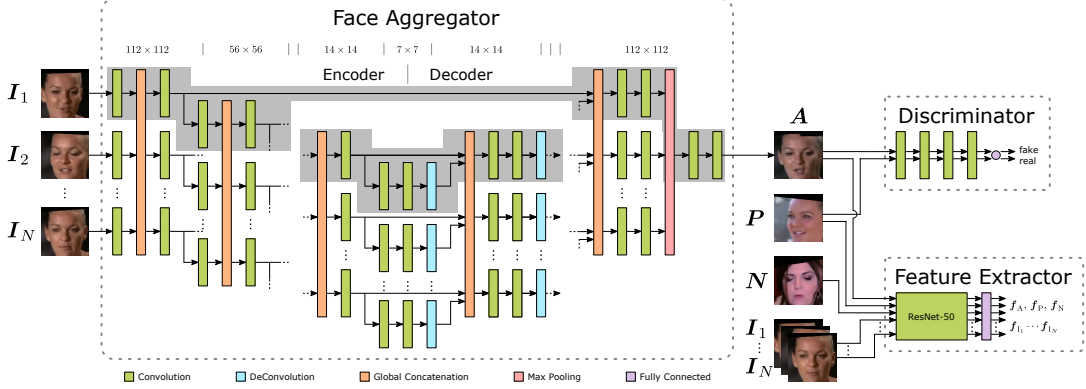 Face Aggregator
112 × 112 | 56 × 56 | | | 14 × 14 | 7 × 7 | 14 × 14 | | | 112 × 112
Encoder | Decoder
I1
I2
IN
A
P
N
I1
IN
Discriminator
fake
real
Feature Extractor
ResNet-50
fA, fP, fN
fI1 ··· fIN
Convolution
DeConvolution
Global Concatenation
Max Pooling
Fully Connected